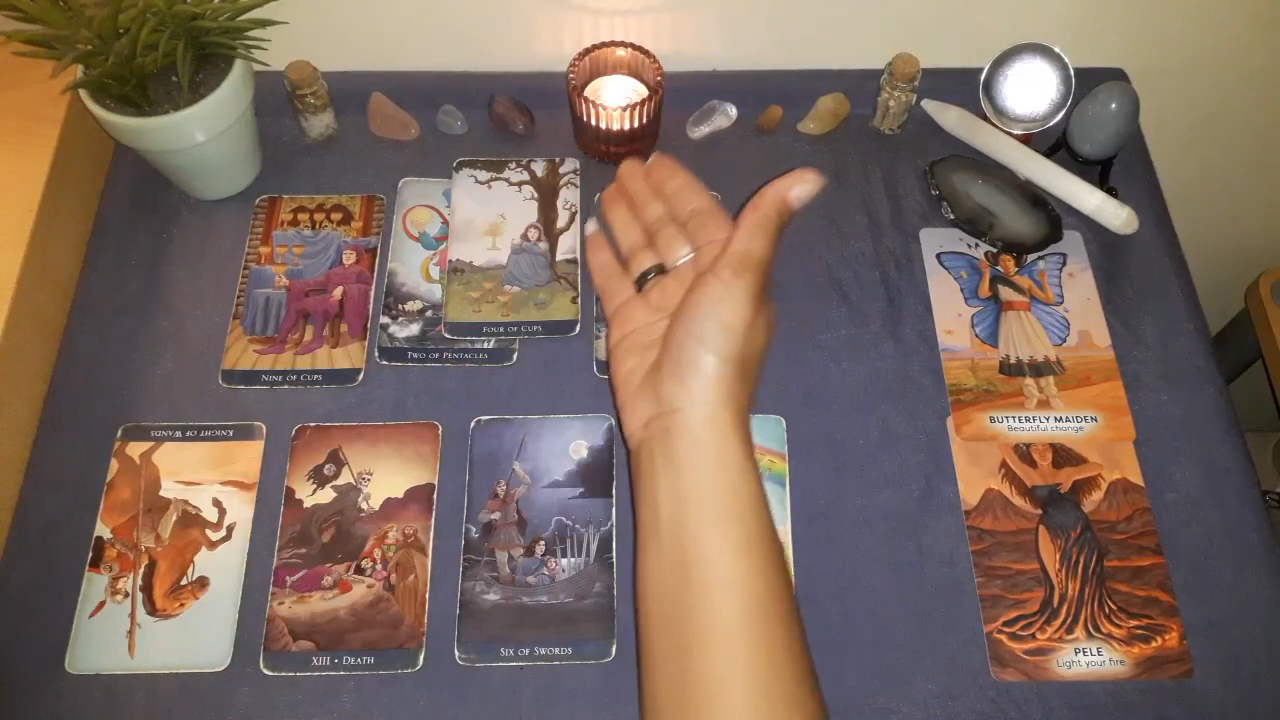 NINE OF CUPS
TWO OF PENTACLES
FOUR OF CUPS
BUTTERFLY MAIDEN
Beautiful change
KNIGHT OF WANDS
XIII • DEATH
SIX OF SWORDS
PELE
Light your fire